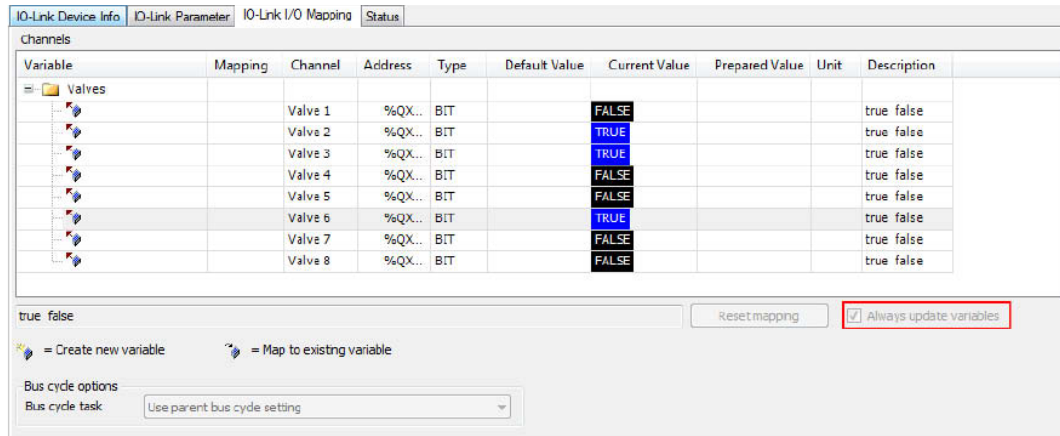 IO-Link Device Info IO-Link Parameter IO-Link I/O Mapping Status
Channels
Variable Mapping Channel Address Type Default Value Current Value Prepared Value Unit Description
Valves
Valve 1 %QX... BIT FALSE true false
Valve 2 %QX... BIT TRUE true false
Valve 3 %QX... BIT TRUE true false
Valve 4 %QX... BIT FALSE true false
Valve 5 %QX... BIT FALSE true false
Valve 6 %QX... BIT TRUE true false
Valve 7 %QX... BIT FALSE true false
Valve 8 %QX... BIT FALSE true false
true false Reset mapping Always update variables
= Create new variable = Map to existing variable
Bus cycle options
Bus cycle task Use parent bus cycle setting